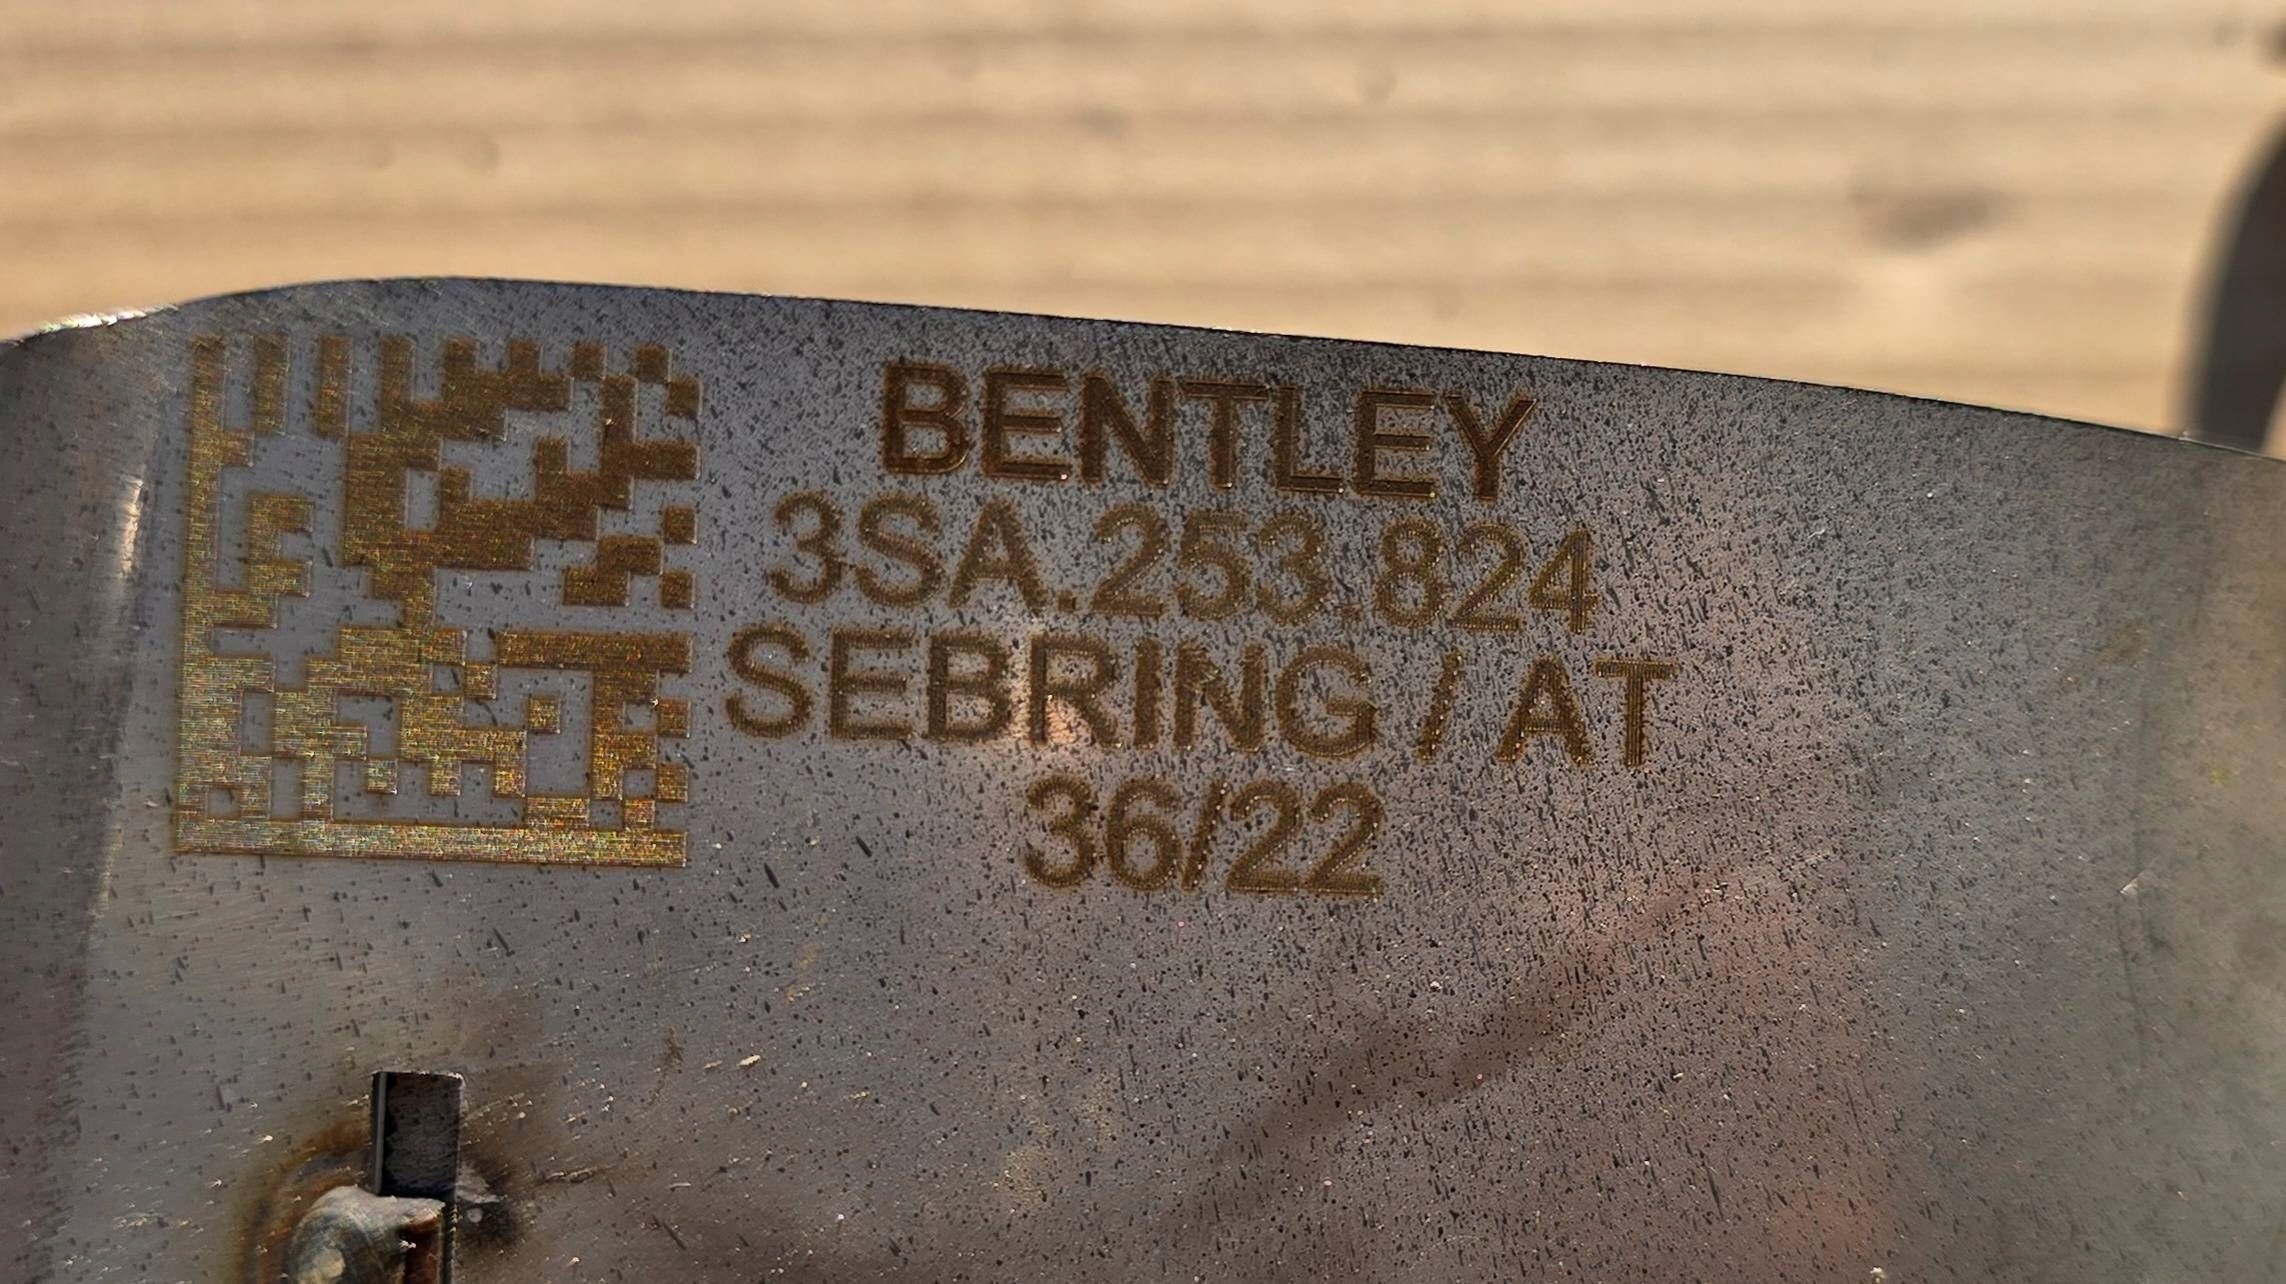 BENTLEY
3SA.253.824
SEBRING / AT
36/22